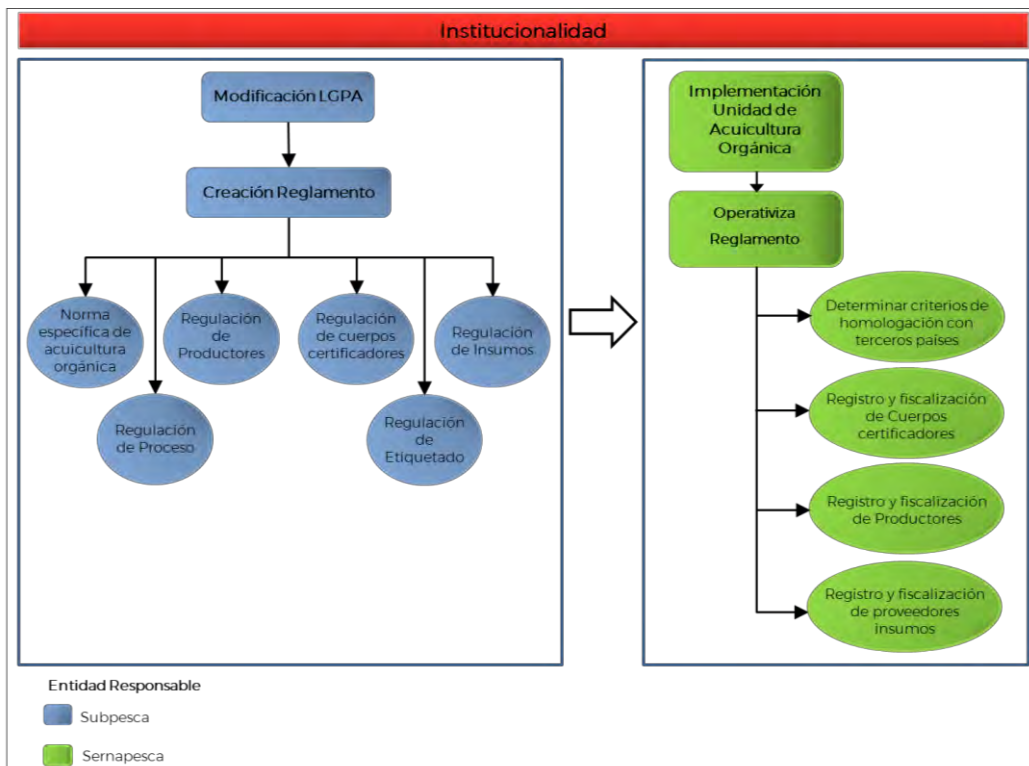 Institucionalidad
Modificación LGPA
Creación Reglamento
Norma
específica de
acuicultura
orgánica
Regulación
de
Productores
Regulación
de cuerpos
certificadores
Regulación
de Insumos
Regulación
de Proceso
Regulación
de
Etiquetado
Implementación
Unidad de
Acuicultura
Orgánica
Operativiza
Reglamento
Determinar criterios de
homologación con
terceros países
Registro y fiscalización
de Cuerpos
certificadores
Registro y fiscalización
de Productores
Registro y fiscalización
de proveedores
insumos
Entidad Responsable
Subpesca
Sernapesca